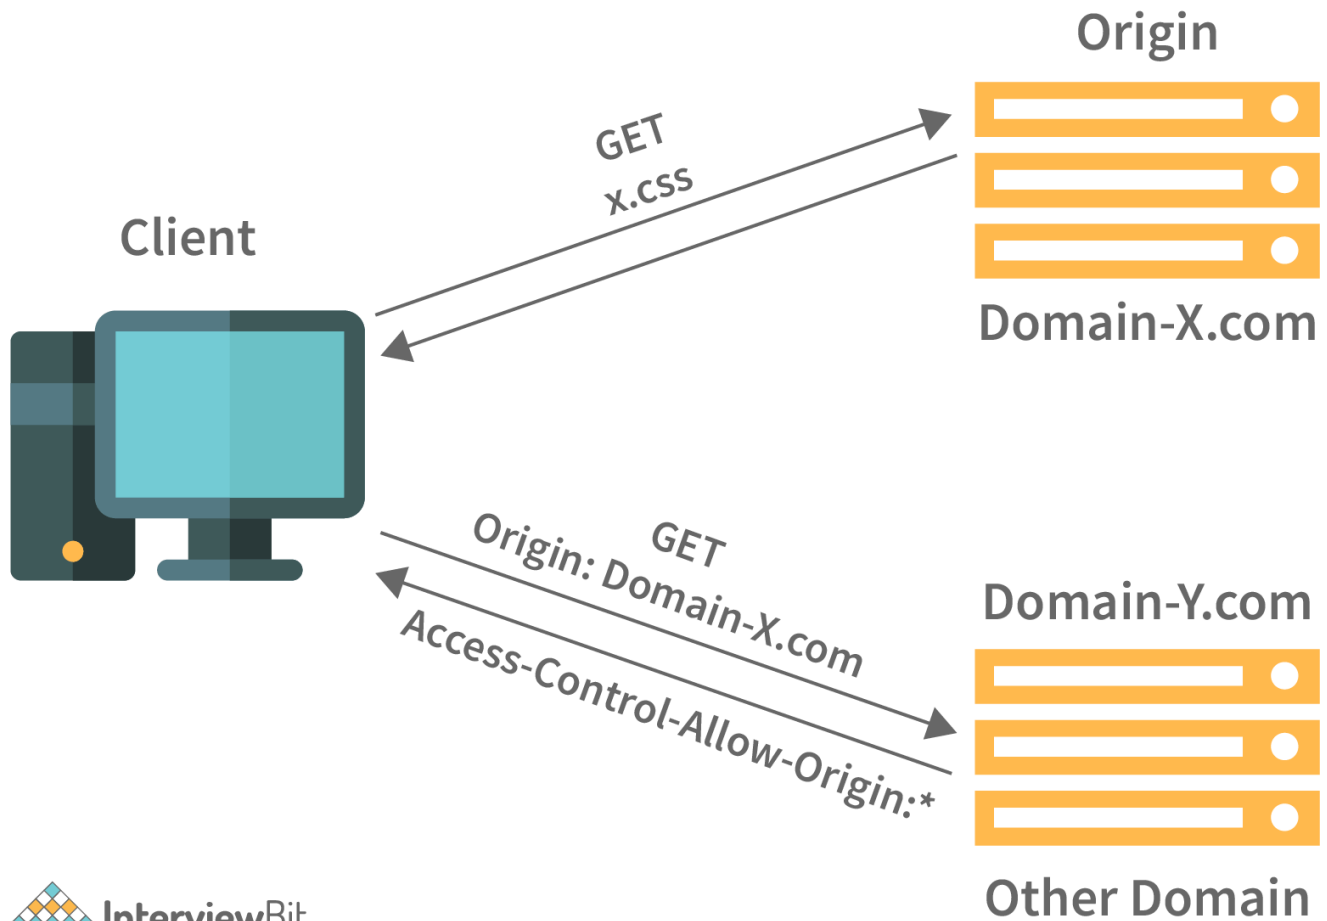 Origin
GET
x.css
Client
Domain-X.com
GET
Origin: Domain-X.com
Access-Control-Allow-Origin:*
Domain-Y.com
Other Domain
InterviewBit